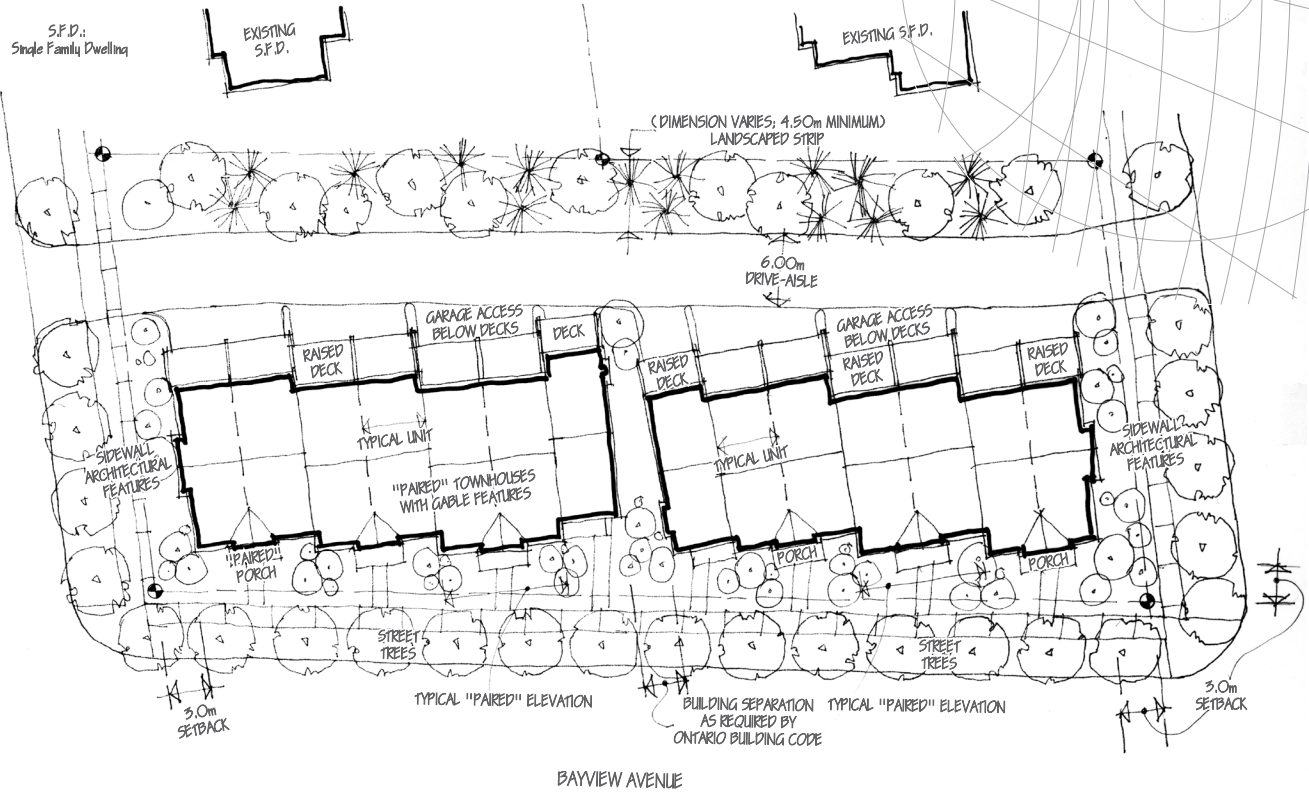 S.F.D.:
Single Family Dwelling
EXISTING
S.F.D.
EXISTING S.F.D.
(DIMENSION VARIES; 4.50m MINIMUM)
LANDSCAPED STRIP
6.00m
DRIVE-AISLE
GARAGE ACCESS
BELOW DECKS
DECK
RAISED
DECK
GARAGE ACCESS
BELOW DECKS
RAISED
DECK
RAISED
DECK
RAISED
DECK
TYPICAL UNIT
TYPICAL UNIT
SIDEWALL
ARCHITECTURAL
FEATURES
SIDEWALL
ARCHITECTURAL
FEATURES
"PAIRED" TOWNHOUSES
WITH GABLE FEATURES
"PAIRED"
PORCH
PORCH
PORCH
STREET
TREES
STREET
TREES
3.0m
SETBACK
TYPICAL "PAIRED" ELEVATION
BUILDING SEPARATION
AS REQUIRED BY
ONTARIO BUILDING CODE
TYPICAL "PAIRED" ELEVATION
3.0m
SETBACK
BAYVIEW AVENUE